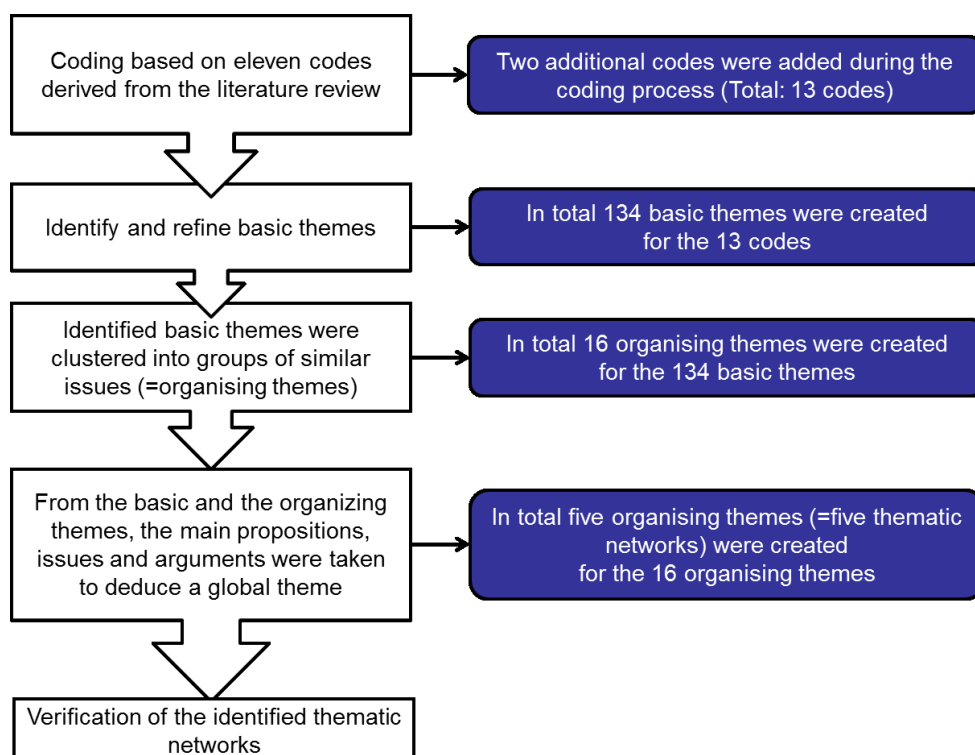 Coding based on eleven codes
derived from the literature review
Two additional codes were added during the
coding process (Total: 13 codes)
Identify and refine basic themes
In total 134 basic themes were created
for the 13 codes
Identified basic themes were
clustered into groups of similar
issues (=organising themes)
In total 16 organising themes were created
for the 134 basic themes
From the basic and the organizing
themes, the main propositions,
issues and arguments were taken
to deduce a global theme
In total five organising themes (=five thematic
networks) were created
for the 16 organising themes
Verification of the identified thematic
networks